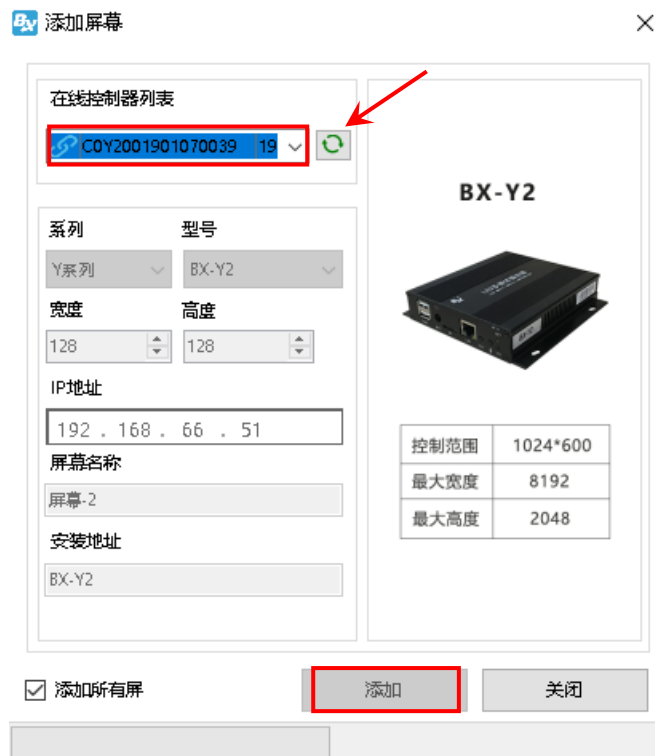 BX 添加屏幕
在线控制器列表
C0Y2001901070039 19
系列 型号
Y系列 BX-Y2
宽度 高度
128 128
IP地址
192 . 168 . 66 . 51
屏幕名称
屏幕-2
安装地址
BX-Y2
BX-Y2
控制范围 1024*600
最大宽度 8192
最大高度 2048
添加所有屏 添加 关闭